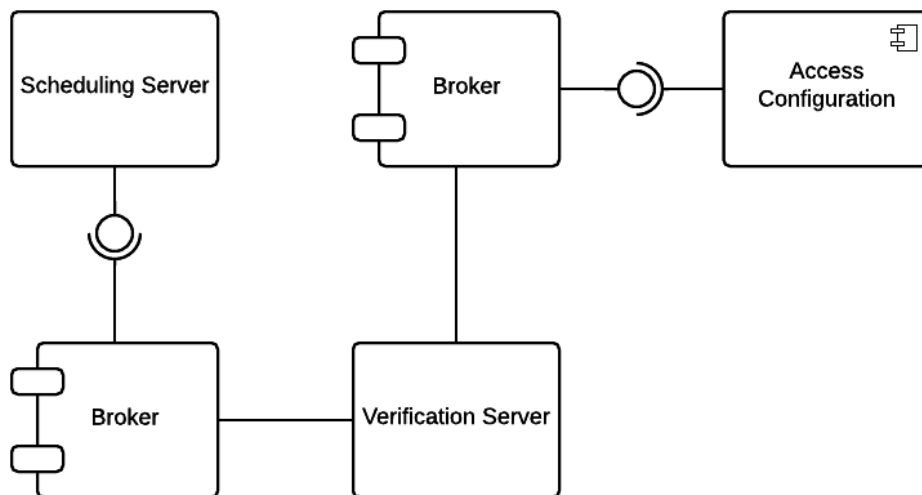 Scheduling Server
Broker
Access
Configuration
Broker
Verification Server